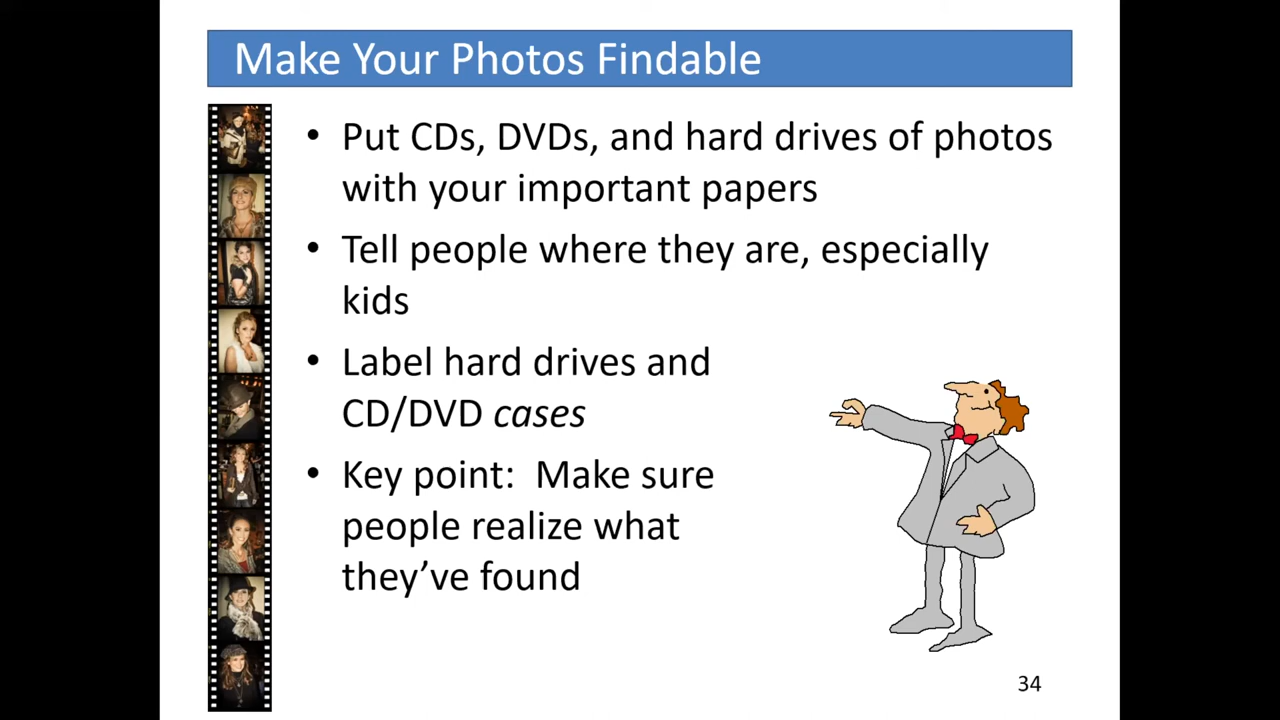 Make Your Photos Findable
• Put CDs, DVDs, and hard drives of photos
with your important papers
• Tell people where they are, especially
kids
• Label hard drives and
CD/DVD cases
• Key point:  Make sure
people realize what
they’ve found
34